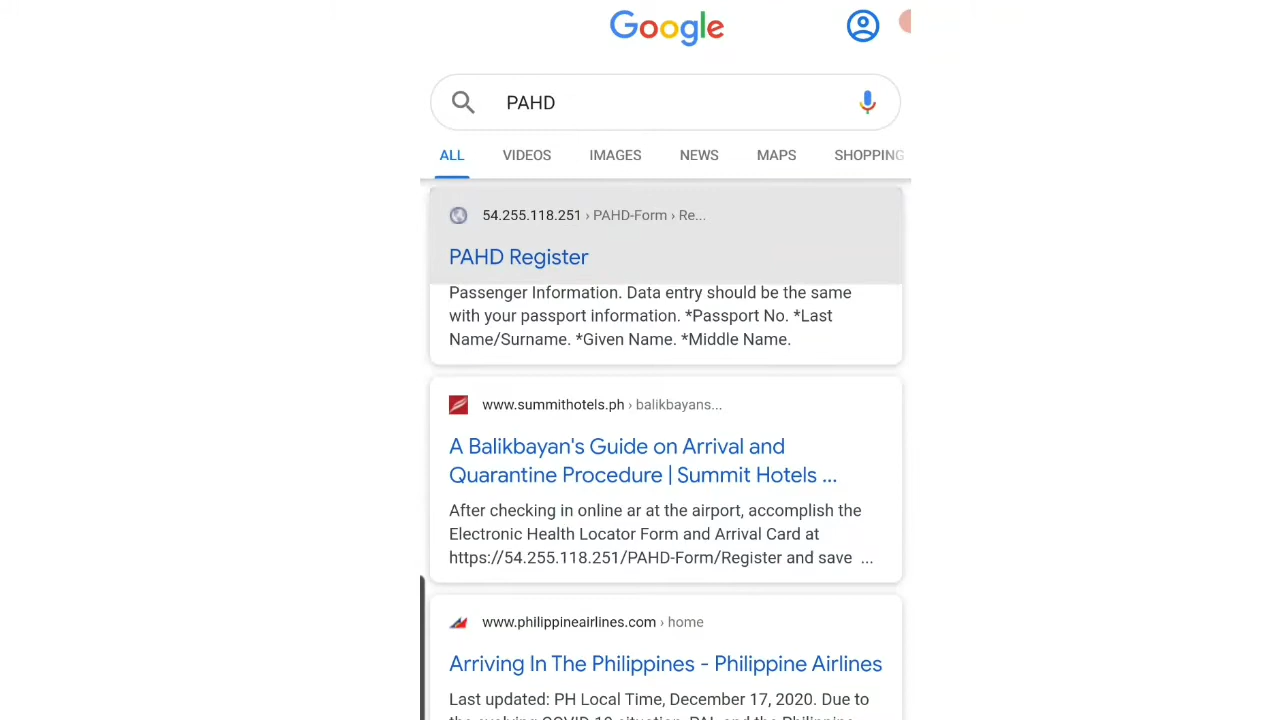 Google
PAHD
ALL VIDEOS IMAGES NEWS MAPS SHOPPING
54.255.118.251 › PAHD-Form › Re...
PAHD Register
Passenger Information. Data entry should be the same
with your passport information. *Passport No. *Last
Name/Surname. *Given Name. *Middle Name.
www.summithotels.ph › balikbayans...
A Balikbayan's Guide on Arrival and
Quarantine Procedure | Summit Hotels ...
After checking in online ar at the airport, accomplish the
Electronic Health Locator Form and Arrival Card at
https://54.255.118.251/PAHD-Form/Register and save ...
www.philippineairlines.com › home
Arriving In The Philippines - Philippine Airlines
Last updated: PH Local Time, December 17, 2020. Due to